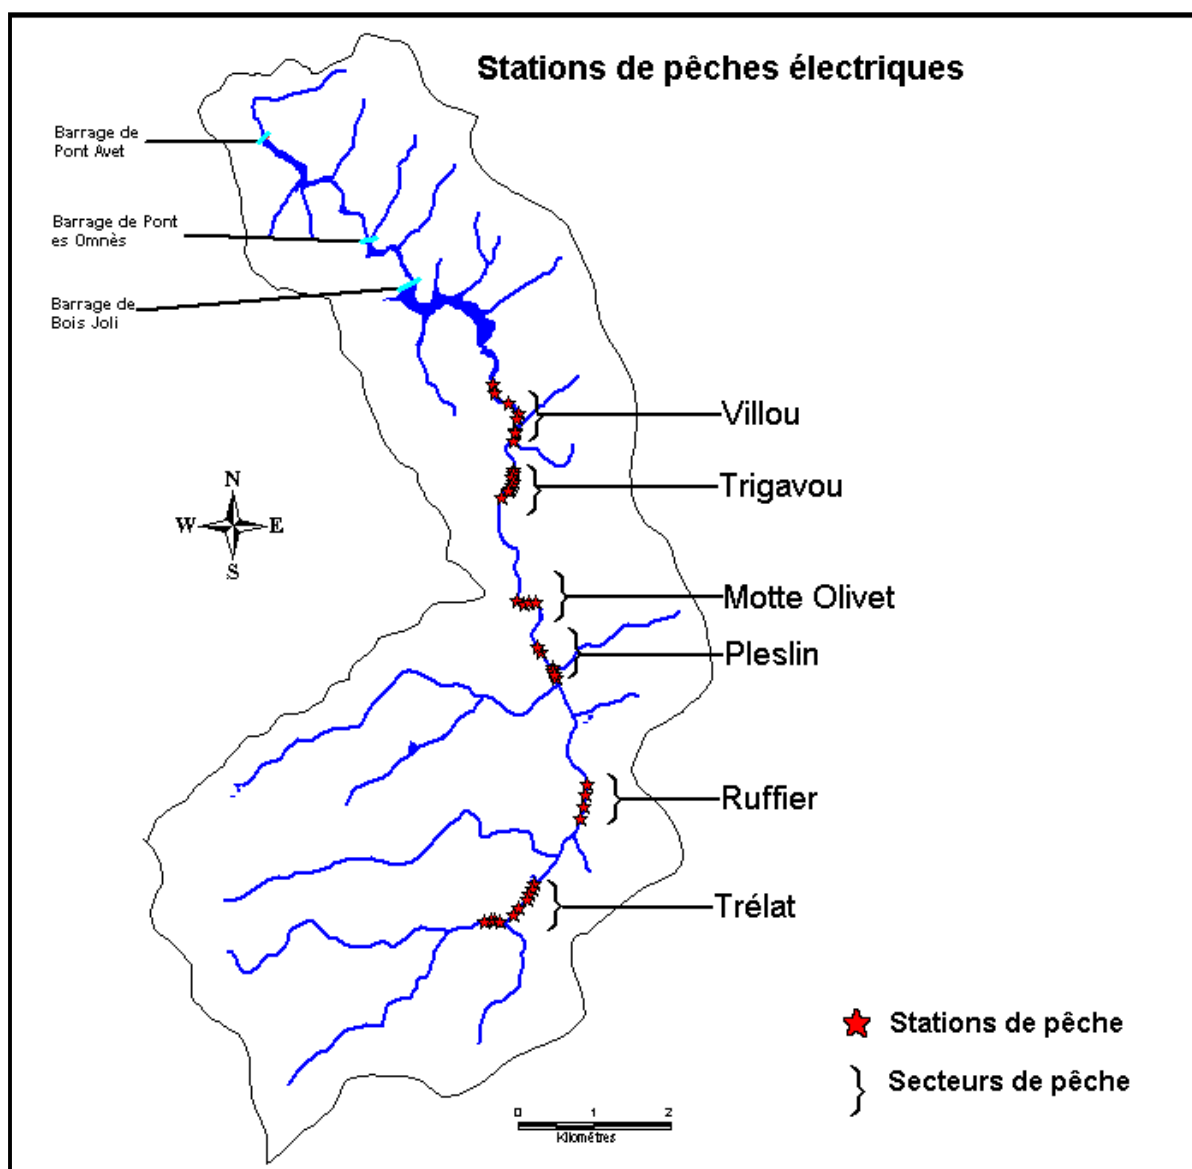 Stations de pêches électriques
Barrage de
Pont Avet
Barrage de Pont
es Omnès
Barrage de
Bois Joli
Villou
Trigavou
N
W
E
S
Motte Olivet
Pleslin
Ruffier
Trélat
Stations de pêche
Secteurs de pêche
0 1 2
Kilométres